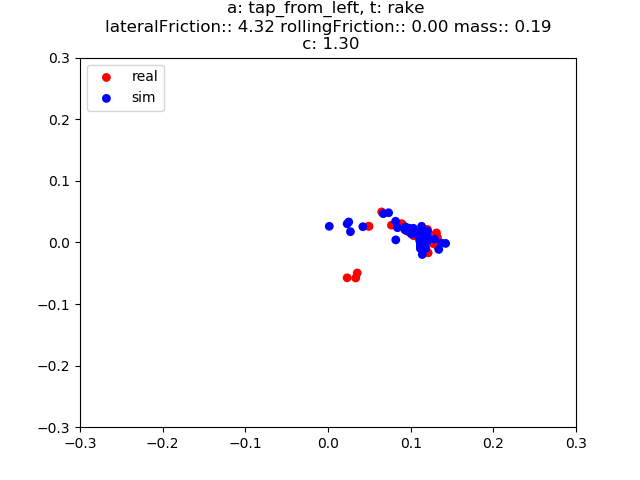 a: tap_from_left, t: rake
lateralFriction:: 4.32 rollingFriction:: 0.00 mass:: 0.19
c: 1.30
real
sim
0.3
0.2
0.1
0.0
−0.1
−0.2
−0.3
−0.3 −0.2 −0.1 0.0 0.1 0.2 0.3